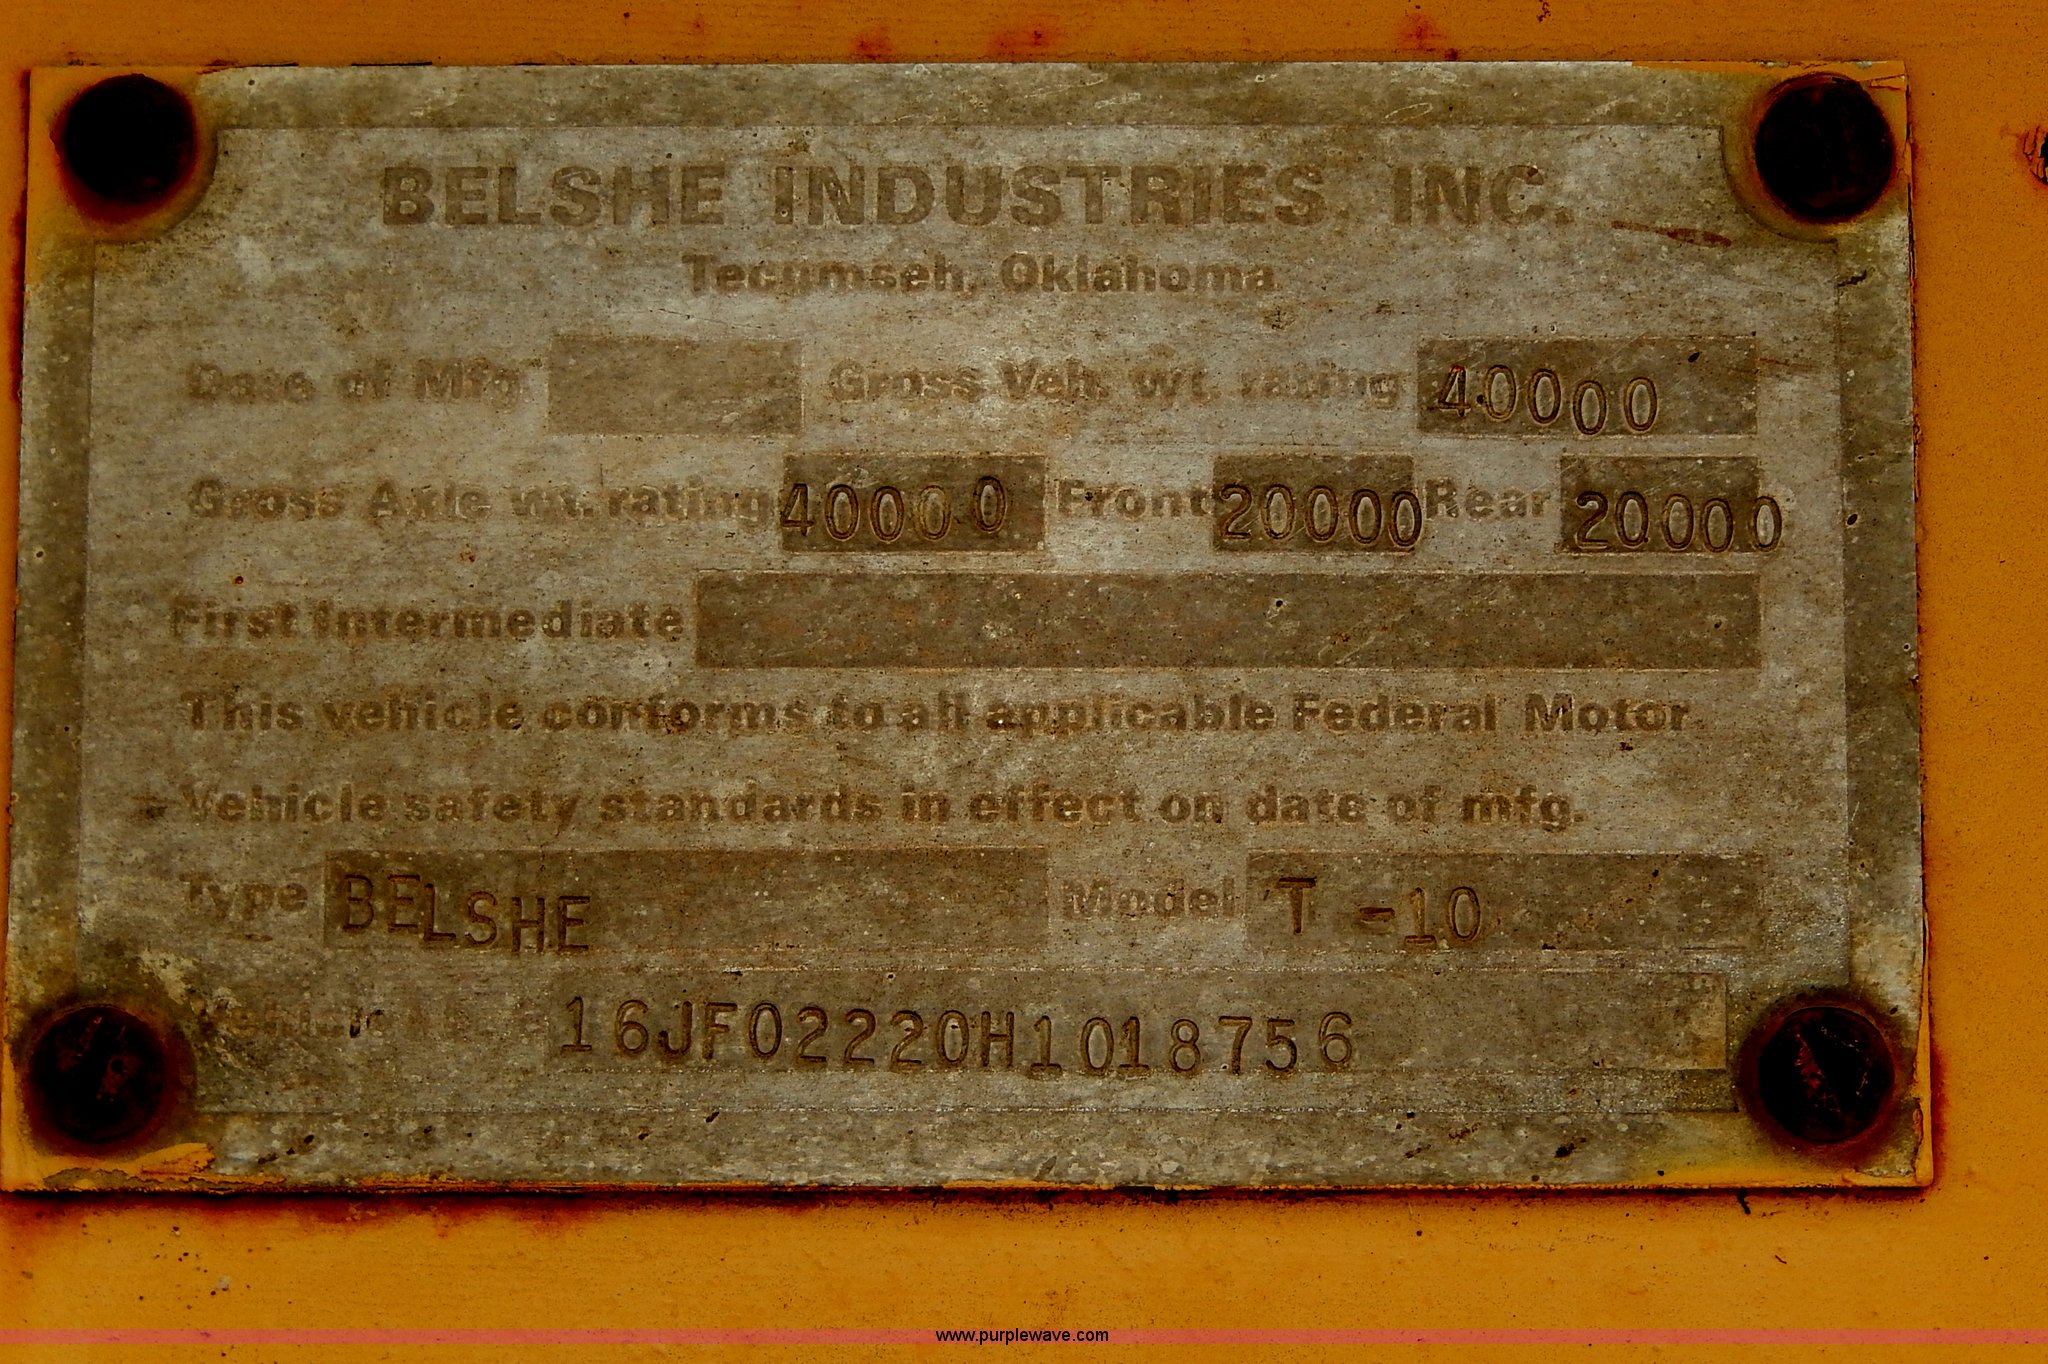 BELSHE INDUSTRIES, INC.
Tecumseh, Oklahoma
Date of Mfg. Gross Veh. wt. rating 40000
Gross Axle wt. rating 40000 Front 20000 Rear 20000
First Intermediate
This vehicle conforms to all applicable Federal Motor
Vehicle safety standards in effect on date of mfg.
Type BELSHE Model T-10
Vehicle 16JF02220H1018756
www.purplewave.com